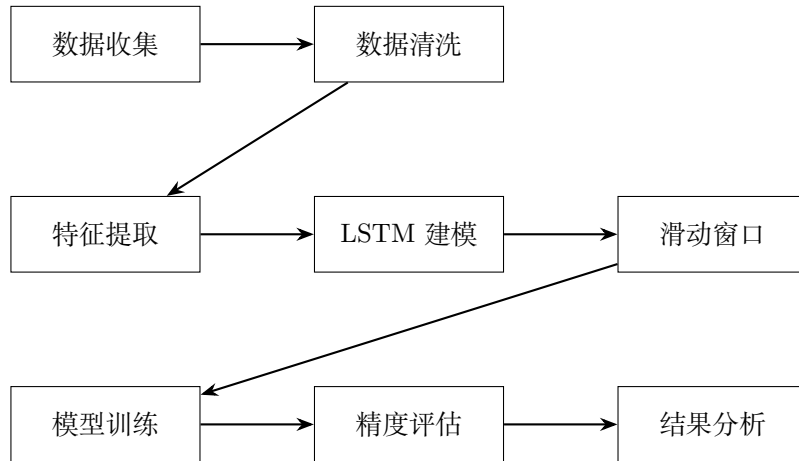 数据收集
数据清洗
特征提取
LSTM 建模
滑动窗口
模型训练
精度评估
结果分析